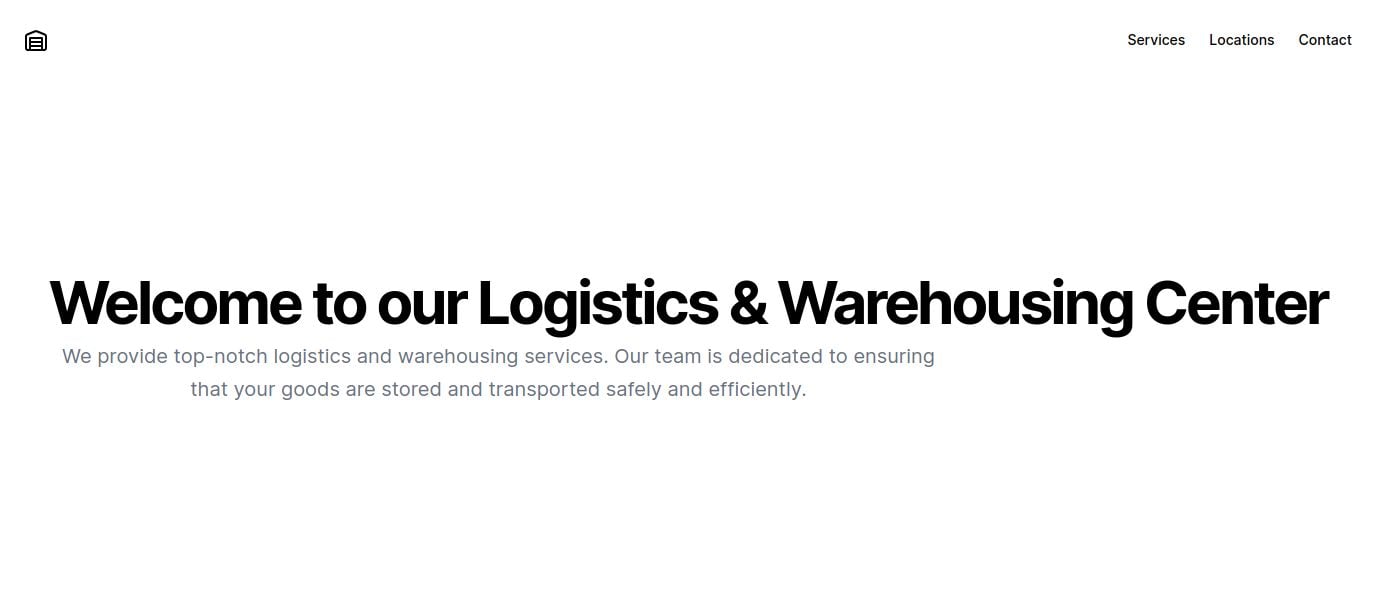 Services Locations Contact
Welcome to our Logistics & Warehousing Center
We provide top-notch logistics and warehousing services. Our team is dedicated to ensuring
that your goods are stored and transported safely and efficiently.